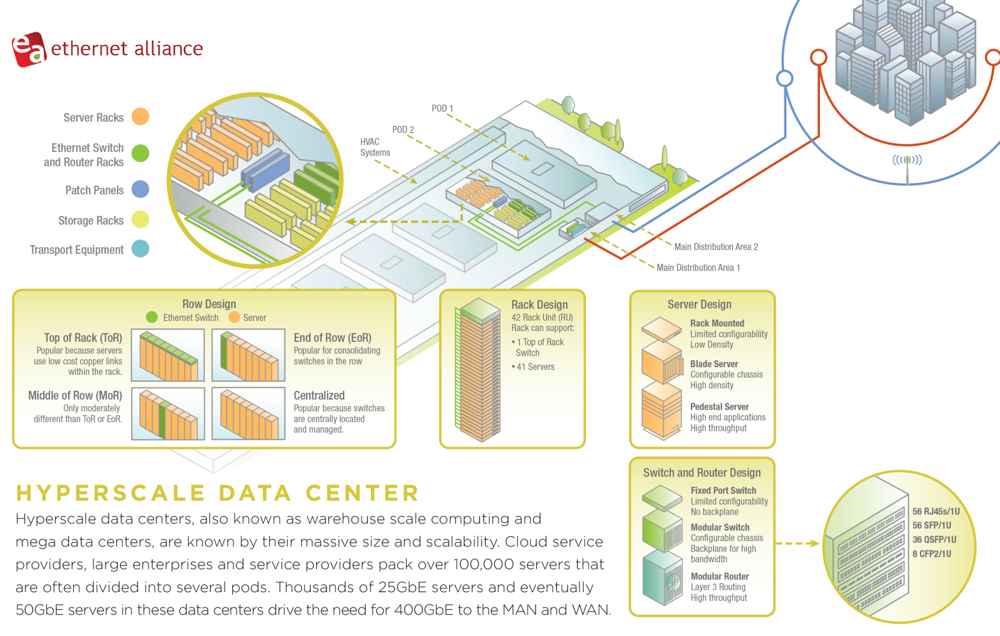 ea ethernet alliance
Server Racks
Ethernet Switch
and Router Racks
Patch Panels
Storage Racks
Transport Equipment
POD 1
POD 2
HVAC
Systems
Main Distribution Area 2
Main Distribution Area 1
Row Design
Ethernet Switch Server
Top of Rack (ToR)
Popular because servers
use low cost copper links
within the rack.
End of Row (EoR)
Popular for consolidating
switches in the row
Middle of Row (MoR)
Only moderately
different than ToR or EoR.
Centralized
Popular because switches
are centrally located
and managed.
Rack Design
42 Rack Unit (RU)
Rack can support:
• 1 Top of Rack
Switch
• 41 Servers
Server Design
Rack Mounted
Limited configurability
Low Density
Blade Server
Configurable chassis
High density
Pedestal Server
High end applications
High throughput
Switch and Router Design
Fixed Port Switch
Limited configurability
No backplane
Modular Switch
Configurable chassis
Backplane for high
bandwidth
Modular Router
Layer 3 Routing
High throughput
56 RJ45s/1U
56 SFP/1U
36 QSFP/1U
8 CFP2/1U
HYPERSCALE DATA CENTER
Hyperscale data centers, also known as warehouse scale computing and
mega data centers, are known by their massive size and scalability. Cloud service
providers, large enterprises and service providers pack over 100,000 servers that
are often divided into several pods. Thousands of 25GbE servers and eventually
50GbE servers in these data centers drive the need for 400GbE to the MAN and WAN.